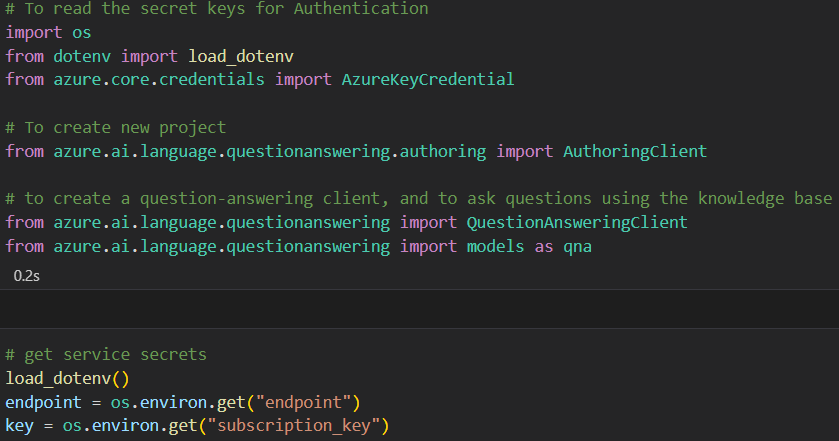 # To read the secret keys for Authentication
import os
from dotenv import load_dotenv
from azure.core.credentials import AzureKeyCredential
# To create new project
from azure.ai.language.questionanswering.authoring import AuthoringClient
# to create a question-answering client, and to ask questions using the knowledge base
from azure.ai.language.questionanswering import QuestionAnsweringClient
from azure.ai.language.questionanswering import models as qna
0.2s
# get service secrets
load_dotenv()
endpoint = os.environ.get("endpoint")
key = os.environ.get("subscription_key")